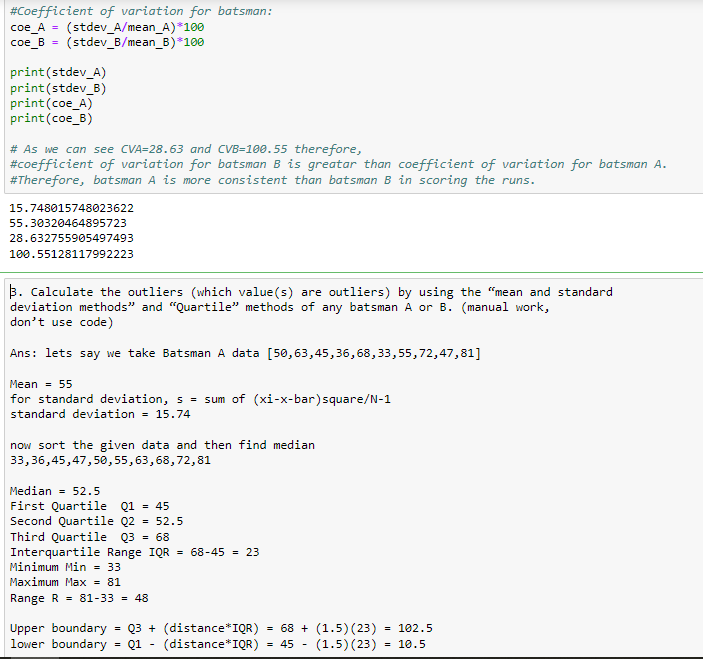 #Coefficient of variation for batsman:
coe_A = (stdev_A/mean_A)*100
coe_B = (stdev_B/mean_B)*100
print(stdev_A)
print(stdev_B)
print(coe_A)
print(coe_B)
# As we can see CVA=28.63 and CVB=100.55 therefore,
#coefficient of variation for batsman B is greatar than coefficient of variation for batsman A.
#Therefore, batsman A is more consistent than batsman B in scoring the runs.
15.748015748023622
55.30320464895723
28.632755905497493
100.55128117992223
3. Calculate the outliers (which value(s) are outliers) by using the “mean and standard
deviation methods” and “Quartile” methods of any batsman A or B. (manual work,
don’t use code)
Ans: lets say we take Batsman A data [50,63,45,36,68,33,55,72,47,81]
Mean = 55
for standard deviation, s = sum of (xi-x-bar)square/N-1
standard deviation = 15.74
now sort the given data and then find median
33,36,45,47,50,55,63,68,72,81
Median = 52.5
First Quartile  Q1 = 45
Second Quartile Q2 = 52.5
Third Quartile  Q3 = 68
Interquartile Range IQR = 68-45 = 23
Minimum Min = 33
Maximum Max = 81
Range R = 81-33 = 48
Upper boundary = Q3 + (distance*IQR) = 68 + (1.5)(23) = 102.5
lower boundary = Q1 - (distance*IQR) = 45 - (1.5)(23) = 10.5